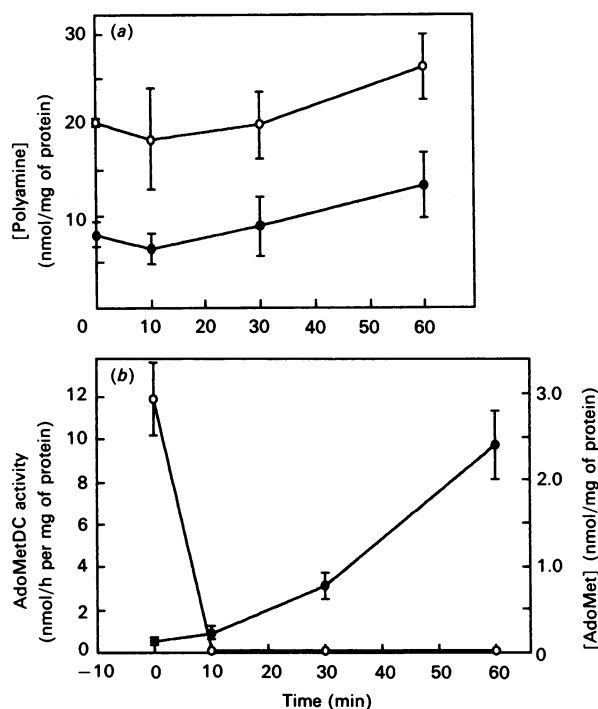 (a)
30
20
10
[Polyamine]
(nmol/mg of protein)
0 10 20 30 40 50 60
(b)
12
10
8
6
4
2
0
AdoMetDC activity
(nmol/h per mg of protein)
3.0
2.0
1.0
0
[AdoMet] (nmol/mg of protein)
−10 0 10 20 30 40 50 60
Time (min)